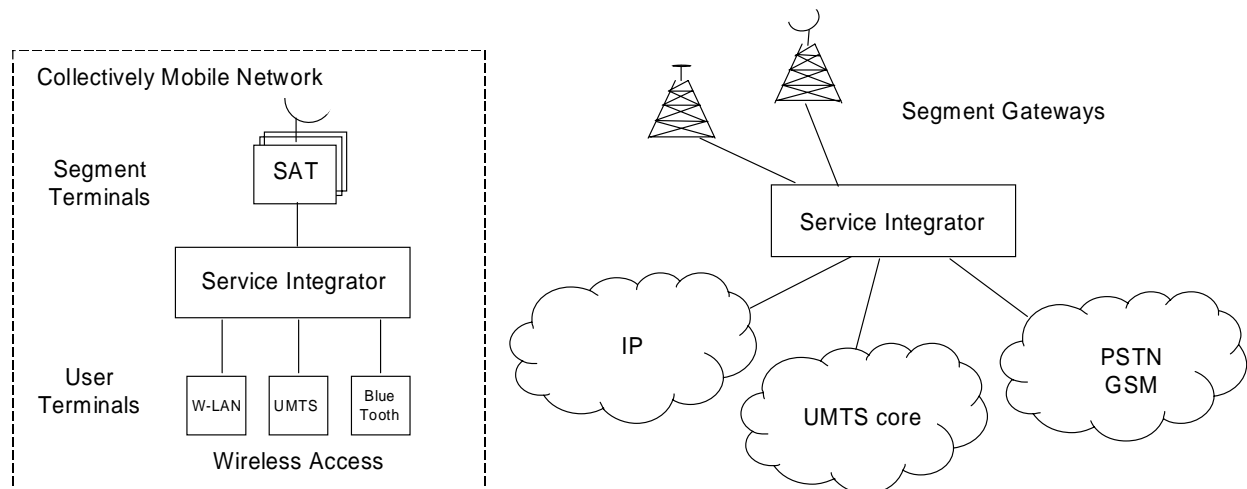 Collectively Mobile Network
Segment
Terminals
SAT
Service Integrator
User
Terminals
W-LAN
UMTS
Blue
Tooth
Wireless Access
Segment Gateways
Service Integrator
IP
UMTS core
PSTN
GSM